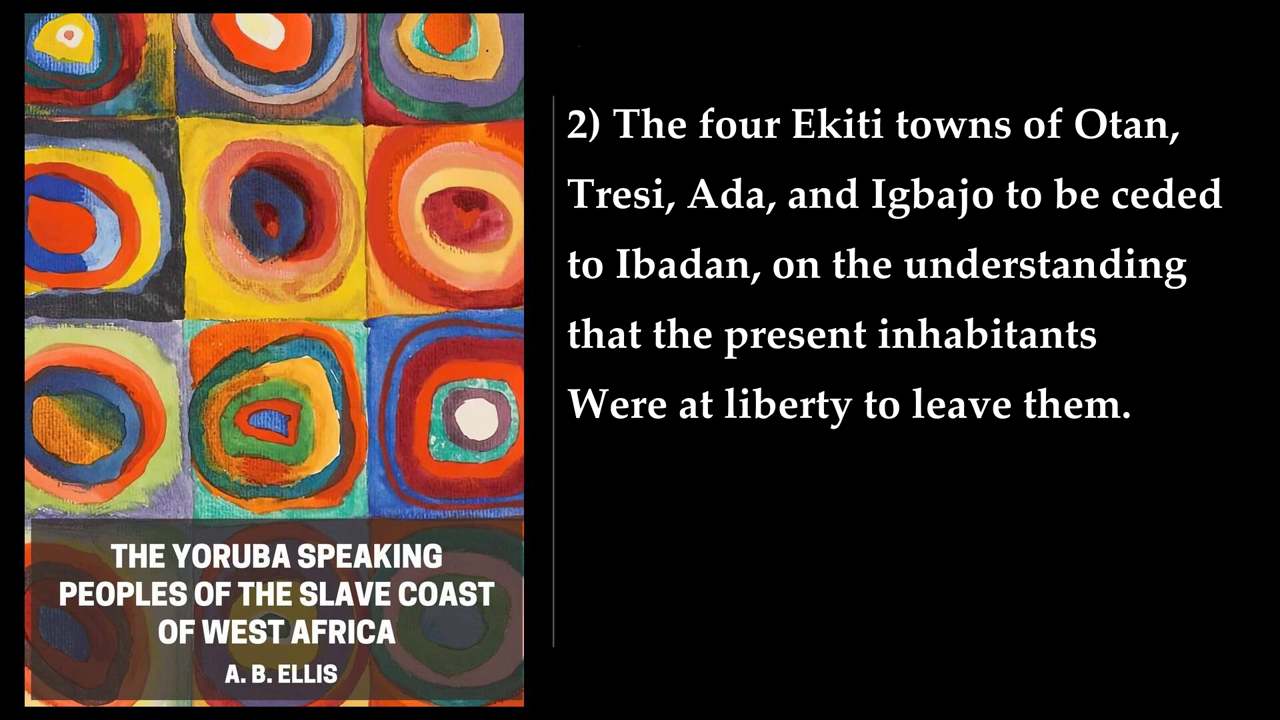 2) The four Ekiti towns of Otan,
Tresi, Ada, and Igbajo to be ceded
to Ibadan, on the understanding
that the present inhabitants
Were at liberty to leave them.
THE YORUBA SPEAKING
PEOPLES OF THE SLAVE COAST
OF WEST AFRICA
A. B. ELLIS